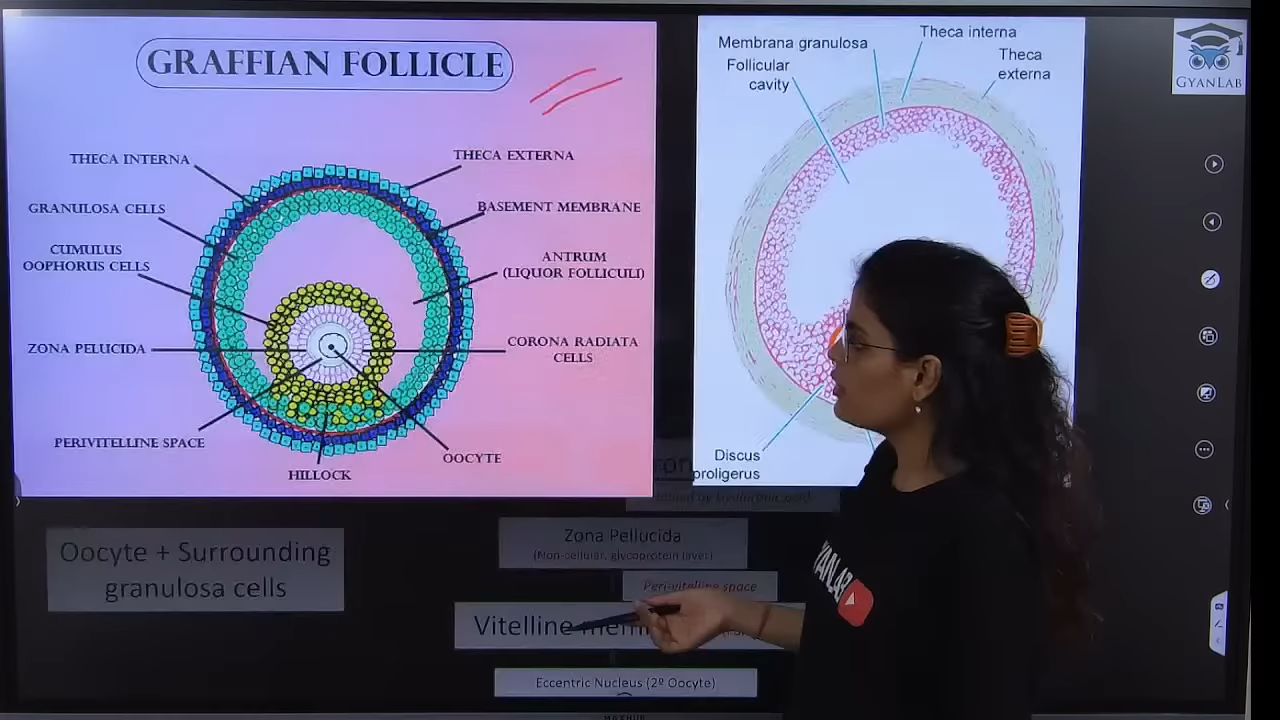 GRAFFIAN FOLLICLE
THECA INTERNA
THECA EXTERNA
GRANULOSA CELLS
BASEMENT MEMBRANE
CUMULUS
OOPHORUS CELLS
ANTRUM
(LIQUOR FOLLICULI)
ZONA PELUCIDA
CORONA RADIATA
CELLS
PERIVITELLINE SPACE
OOCYTE
HILLOCK
Membrana granulosa
Theca interna
Follicular
cavity
Theca
externa
Discus
proligerus
GYANLAB
Oocyte + Surrounding
granulosa cells
Zona Pellucida
(Non-cellular, glycoprotein layer)
Peri-vitelline space
Vitelline
Eccentric Nucleus (2º Oocyte)